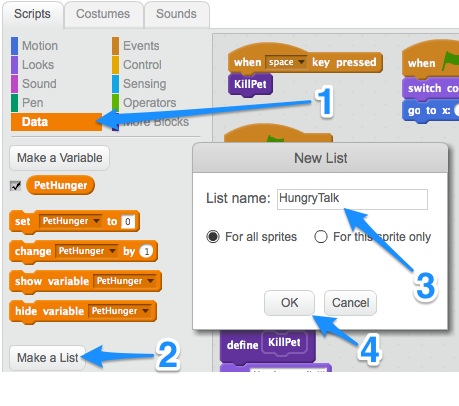 Scripts Costumes Sounds
Motion Events
Looks Control
Sound Sensing
Pen Operators
Data More Blocks
1
Make a Variable
PetHunger
set PetHunger to 0
change PetHunger by 1
show variable PetHunger
hide variable PetHunger
Make a List
2
when space key pressed
KillPet
when
switch co
go to x:
New List
List name: HungryTalk
For all sprites For this sprite only
3
OK Cancel
4
define KillPet